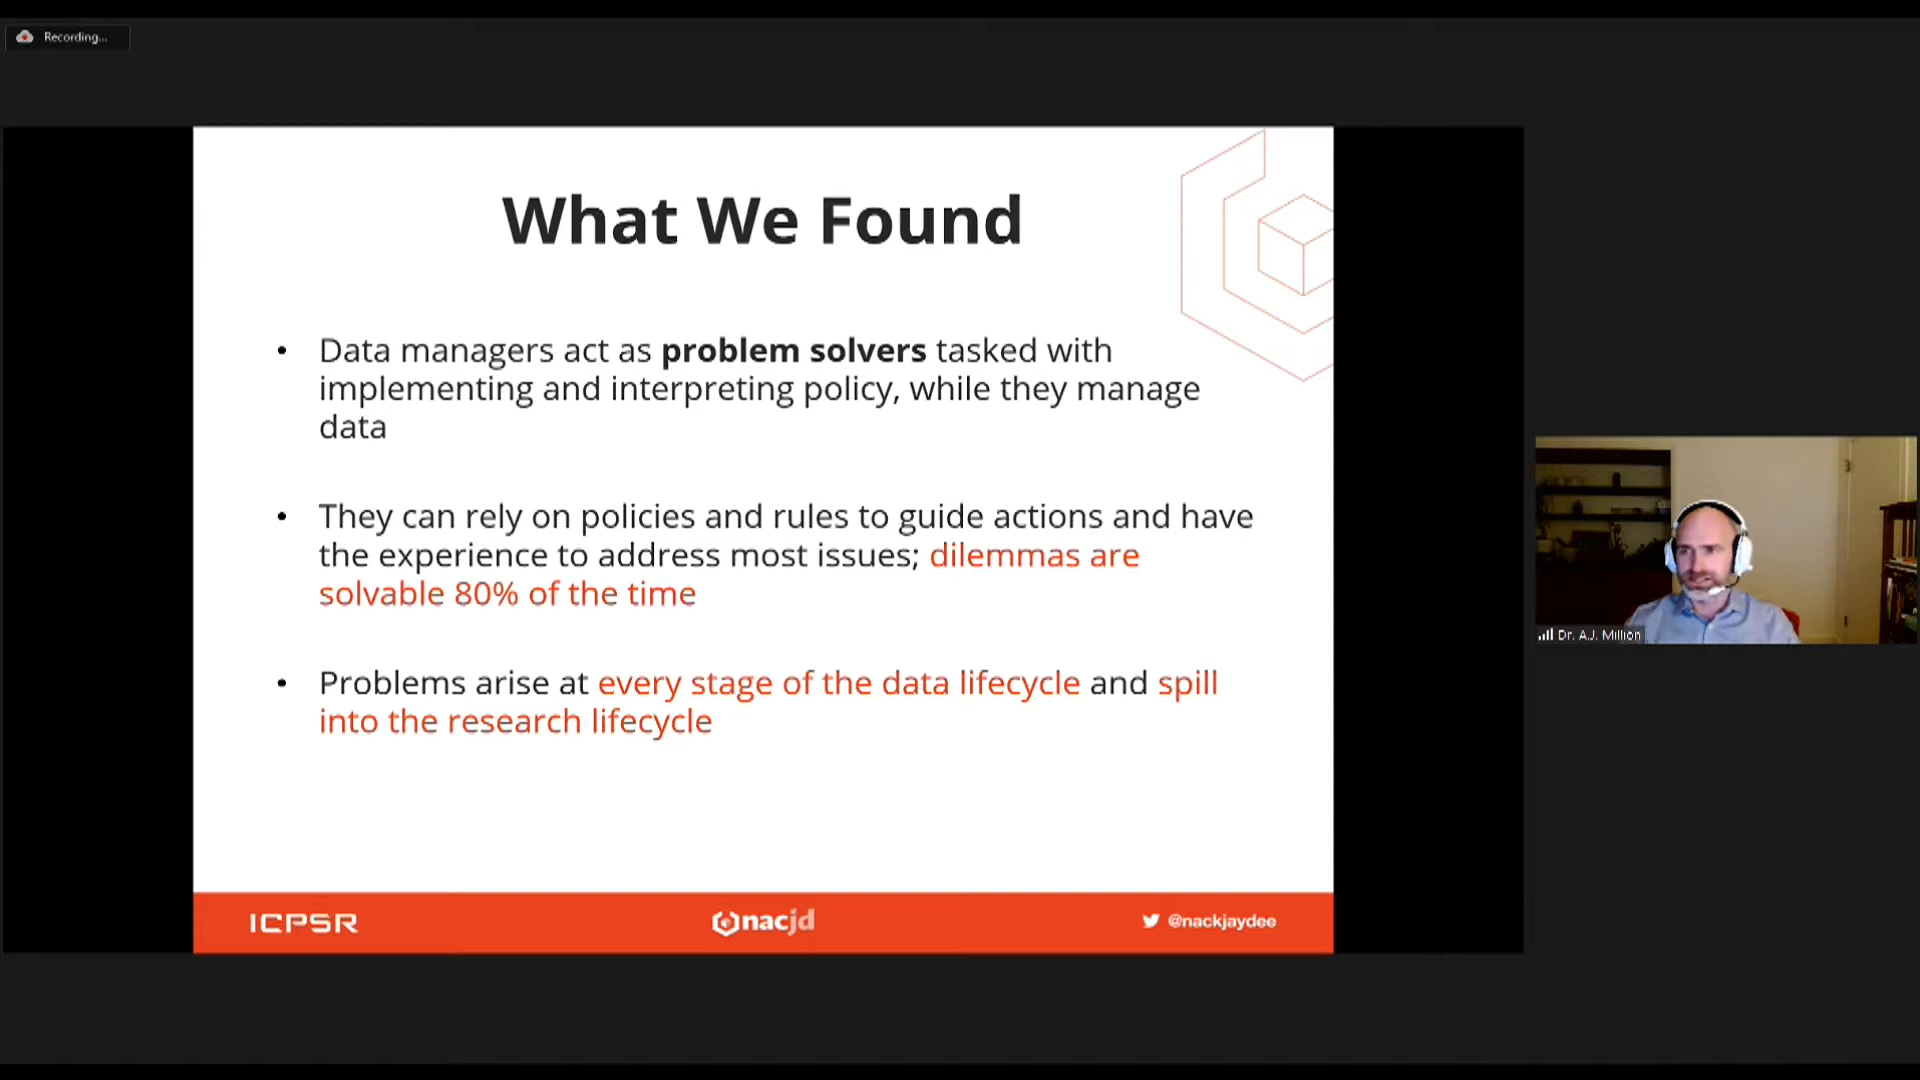 Recording...
What We Found
• Data managers act as problem solvers tasked with
implementing and interpreting policy, while they manage
data
• They can rely on policies and rules to guide actions and have
the experience to address most issues; dilemmas are
solvable 80% of the time
• Problems arise at every stage of the data lifecycle and spill
into the research lifecycle
Dr. A.J. Million
ICPSR
nacjd
@nackjaydee